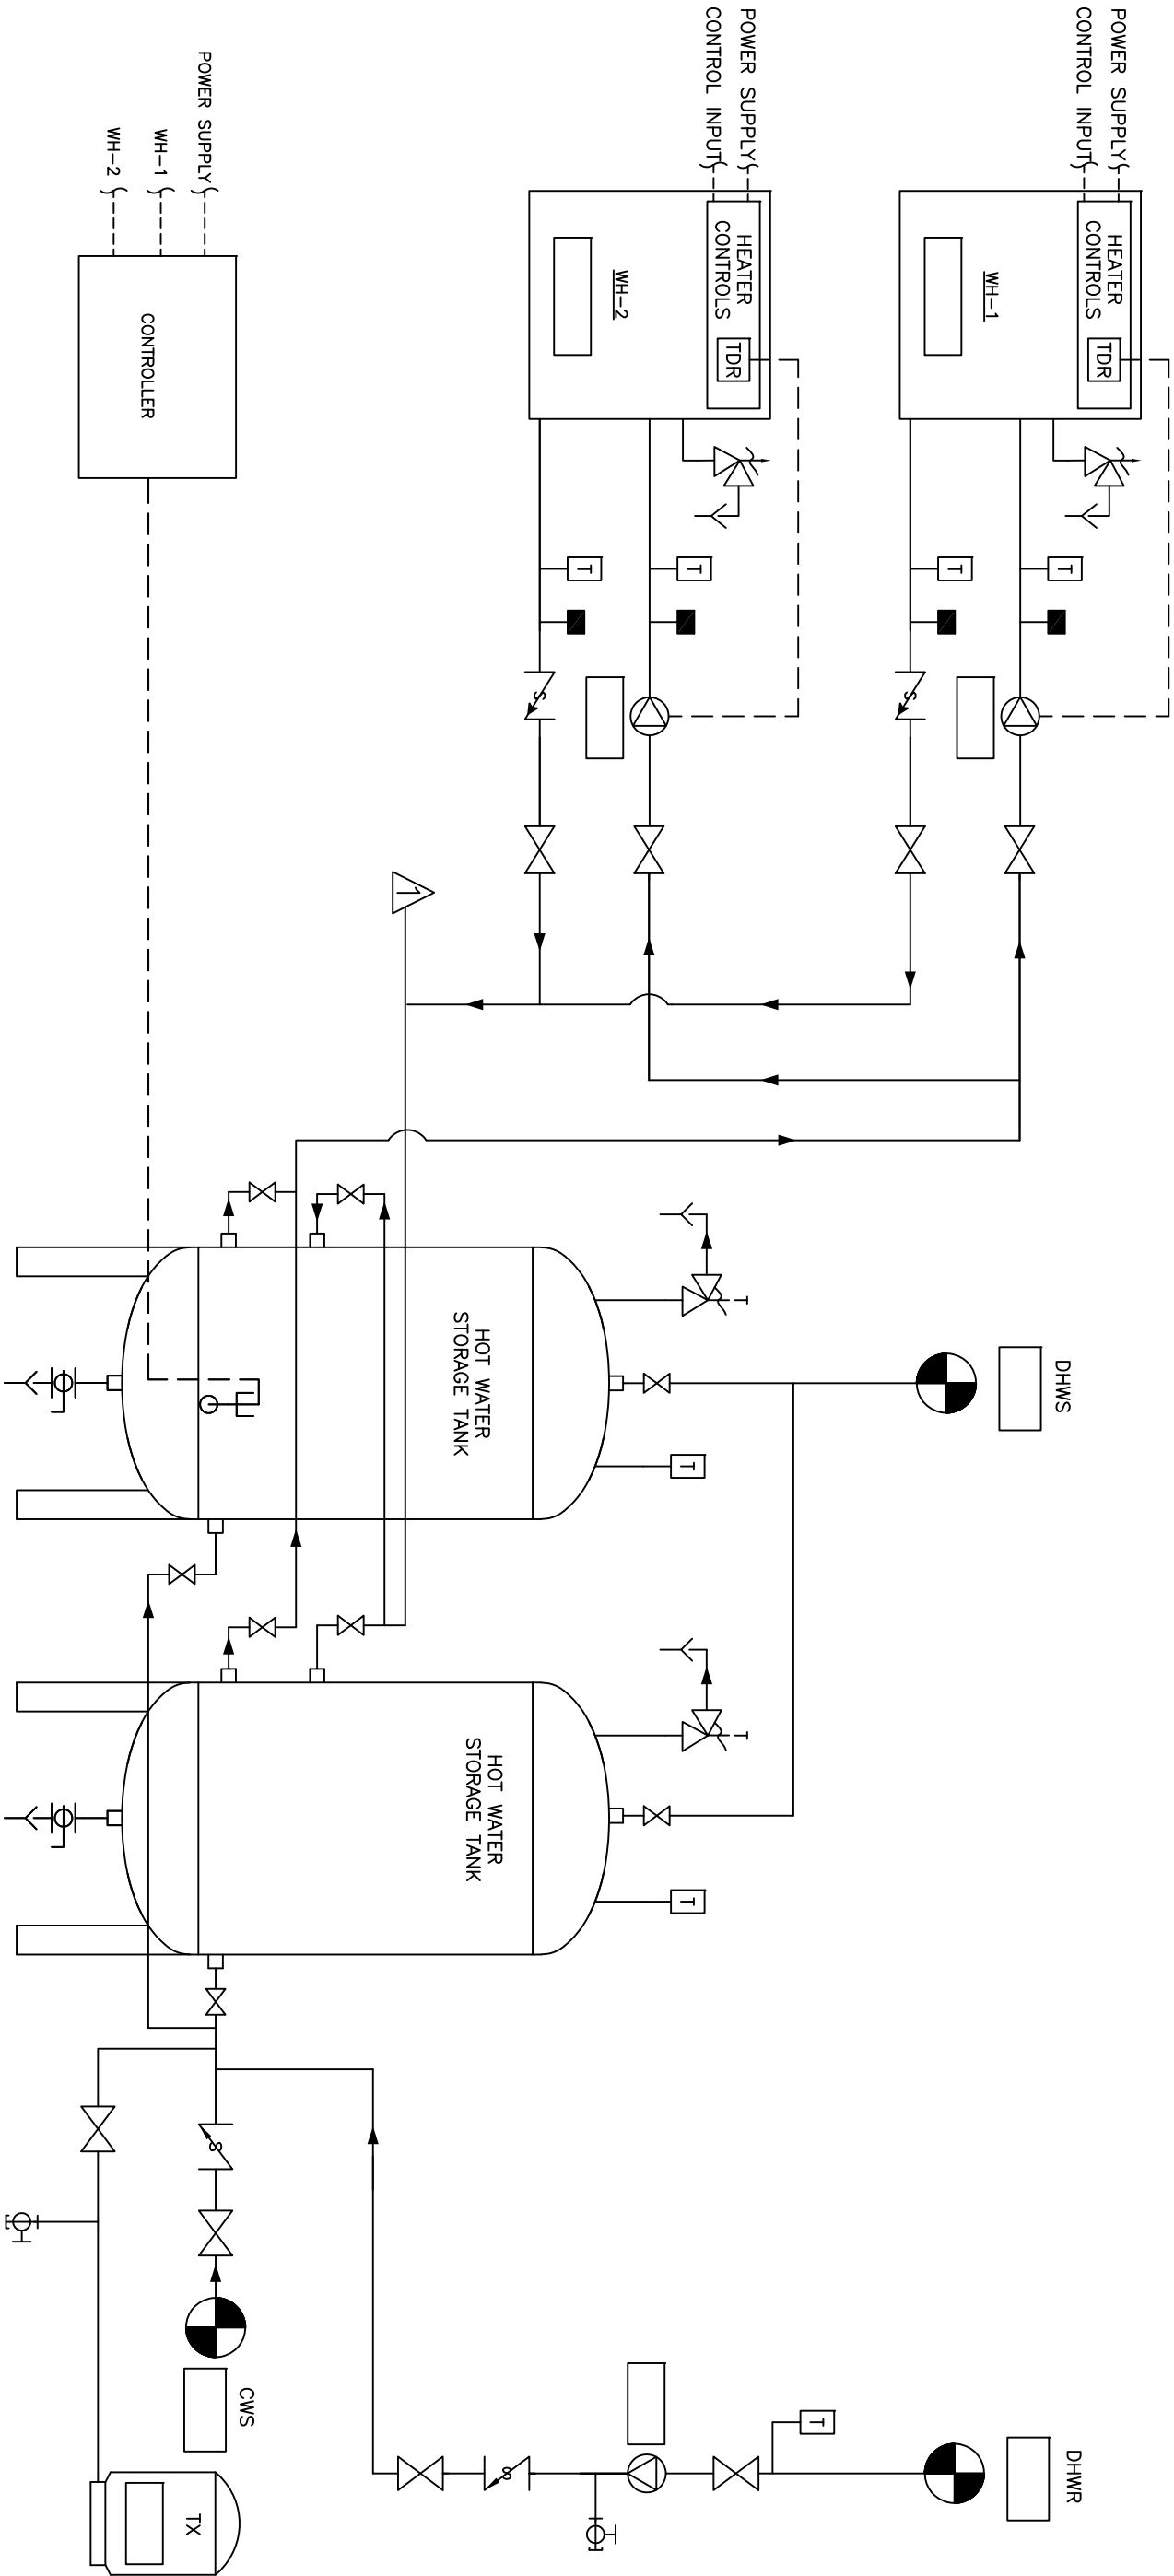 POWER SUPPLY
CONTROL INPUT
HEATER
CONTROLS
TDR
WH-1
T
T
S
POWER SUPPLY
CONTROL INPUT
HEATER
CONTROLS
TDR
WH-2
T
T
S
1
POWER SUPPLY
WH-1
WH-2
CONTROLLER
DHWS
HOT WATER
STORAGE TANK
T
HOT WATER
STORAGE TANK
T
DHWR
T
S
S
CWS
TX